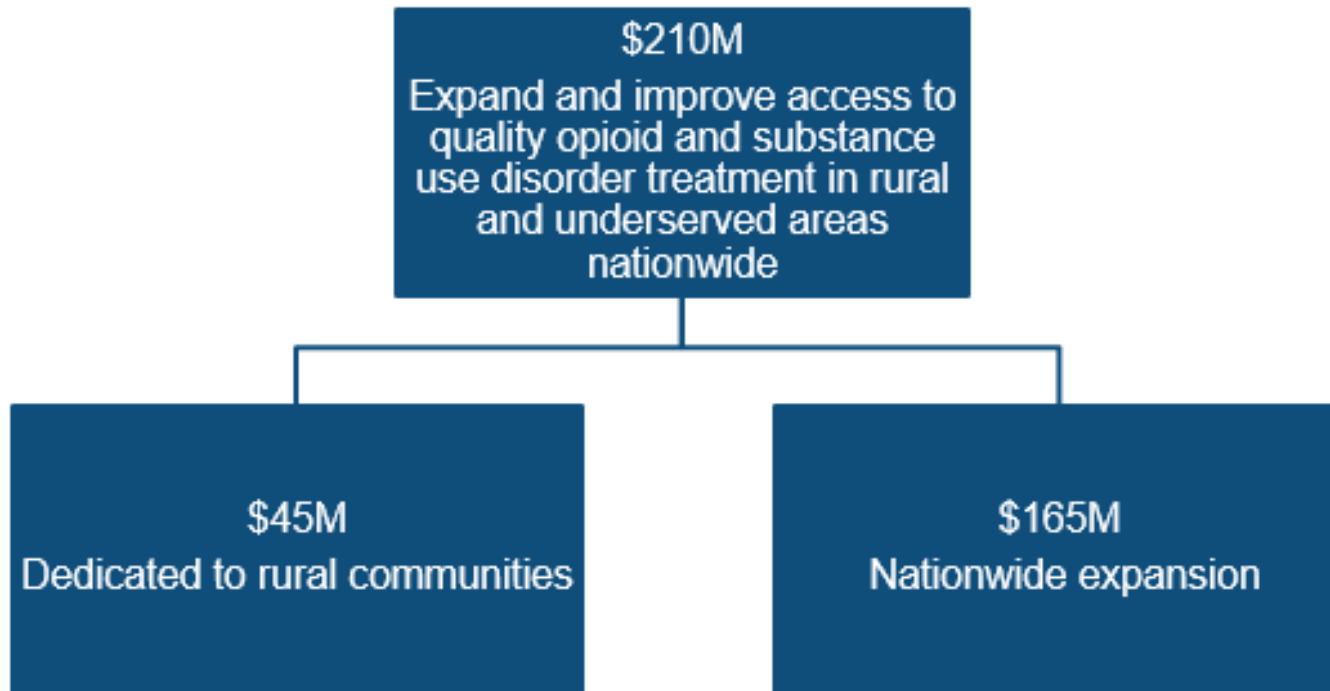 $210M
Expand and improve access to
quality opioid and substance
use disorder treatment in rural
and underserved areas
nationwide
$45M
Dedicated to rural communities
$165M
Nationwide expansion